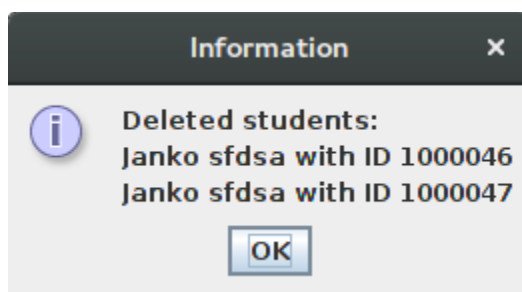 Information
Deleted students:
Janko sfdsa with ID 1000046
Janko sfdsa with ID 1000047
OK